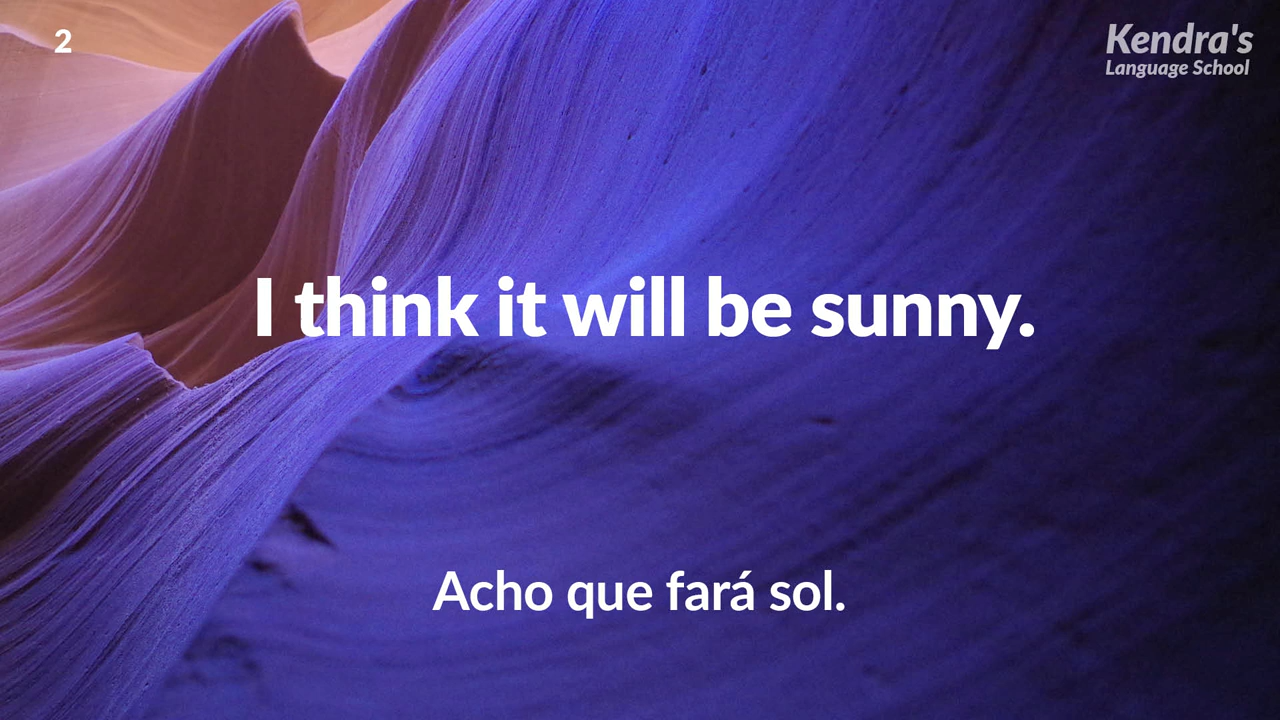 2
Kendra's
Language School
I think it will be sunny.
Acho que fará sol.